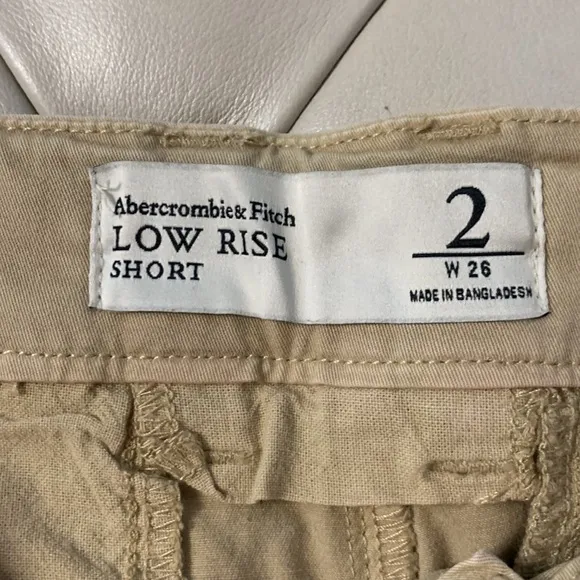 Abercrombie & Fitch
LOW RISE
SHORT
2
W 26
MADE IN BANGLADESH